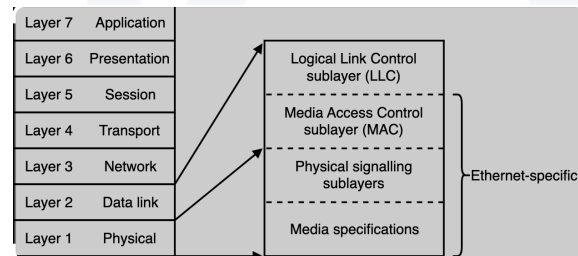 Layer 7 Application
Layer 6 Presentation
Layer 5 Session
Layer 4 Transport
Layer 3 Network
Layer 2 Data link
Layer 1 Physical
Logical Link Control
sublayer (LLC)
Media Access Control
sublayer (MAC)
Physical signalling
sublayers
Media specifications
Ethernet-specific